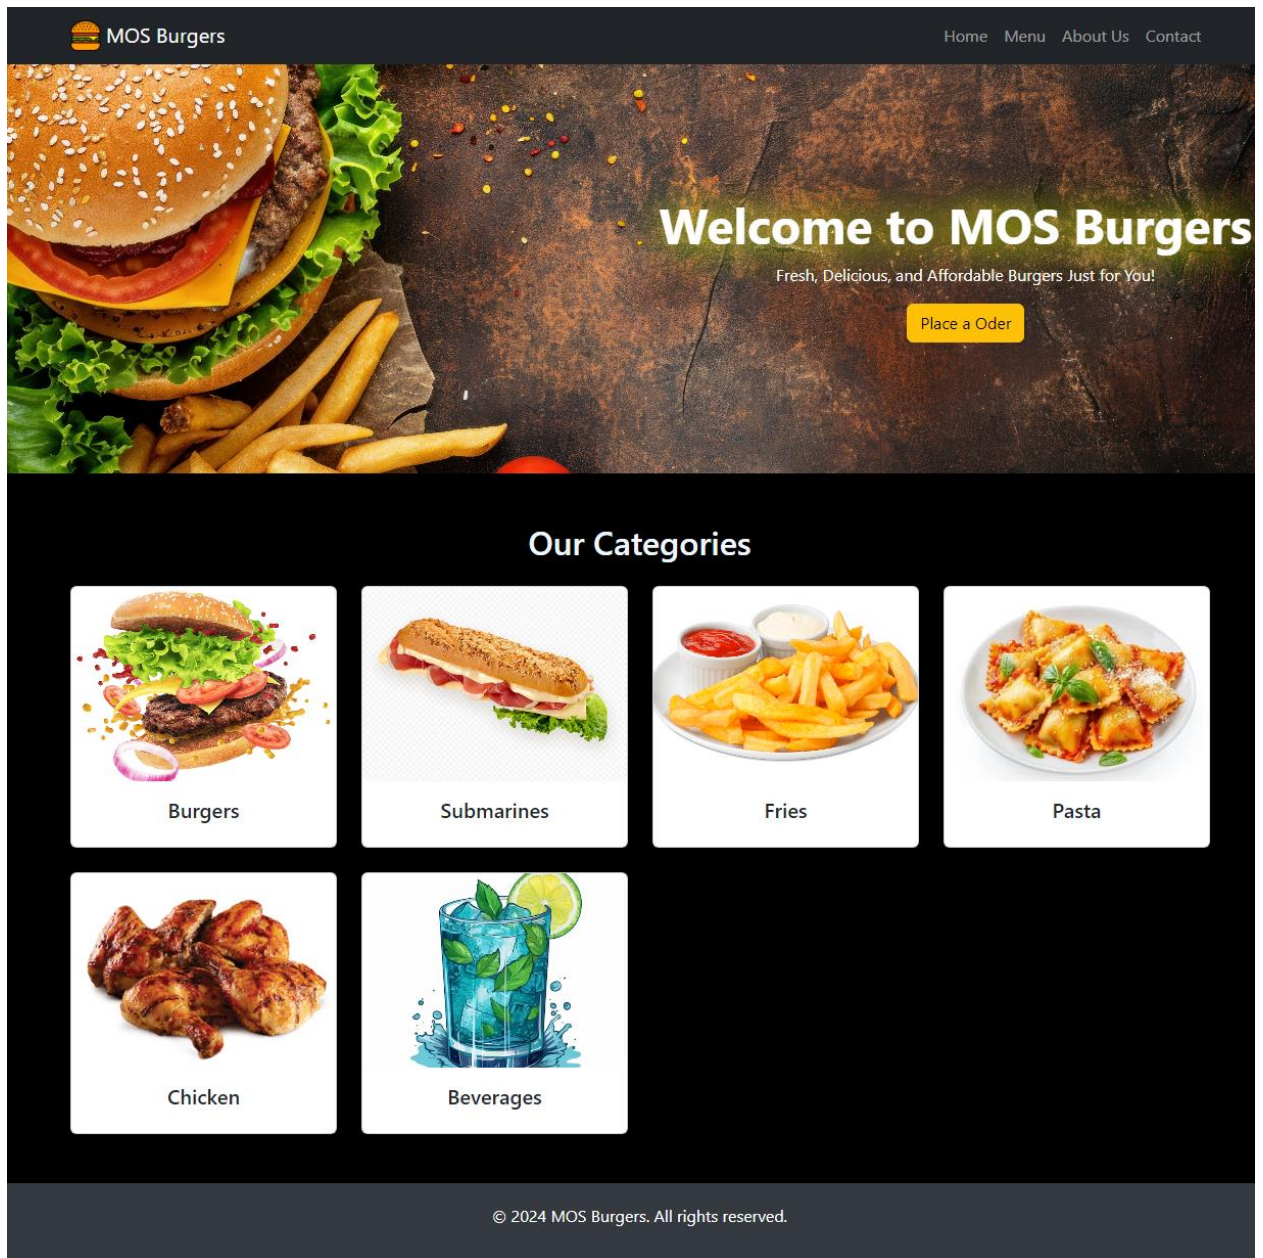 MOS Burgers
Home Menu About Us Contact
Welcome to MOS Burgers
Fresh, Delicious, and Affordable Burgers Just for You!
Place a Oder
Our Categories
Burgers
Submarines
Fries
Pasta
Chicken
Beverages
© 2024 MOS Burgers. All rights reserved.